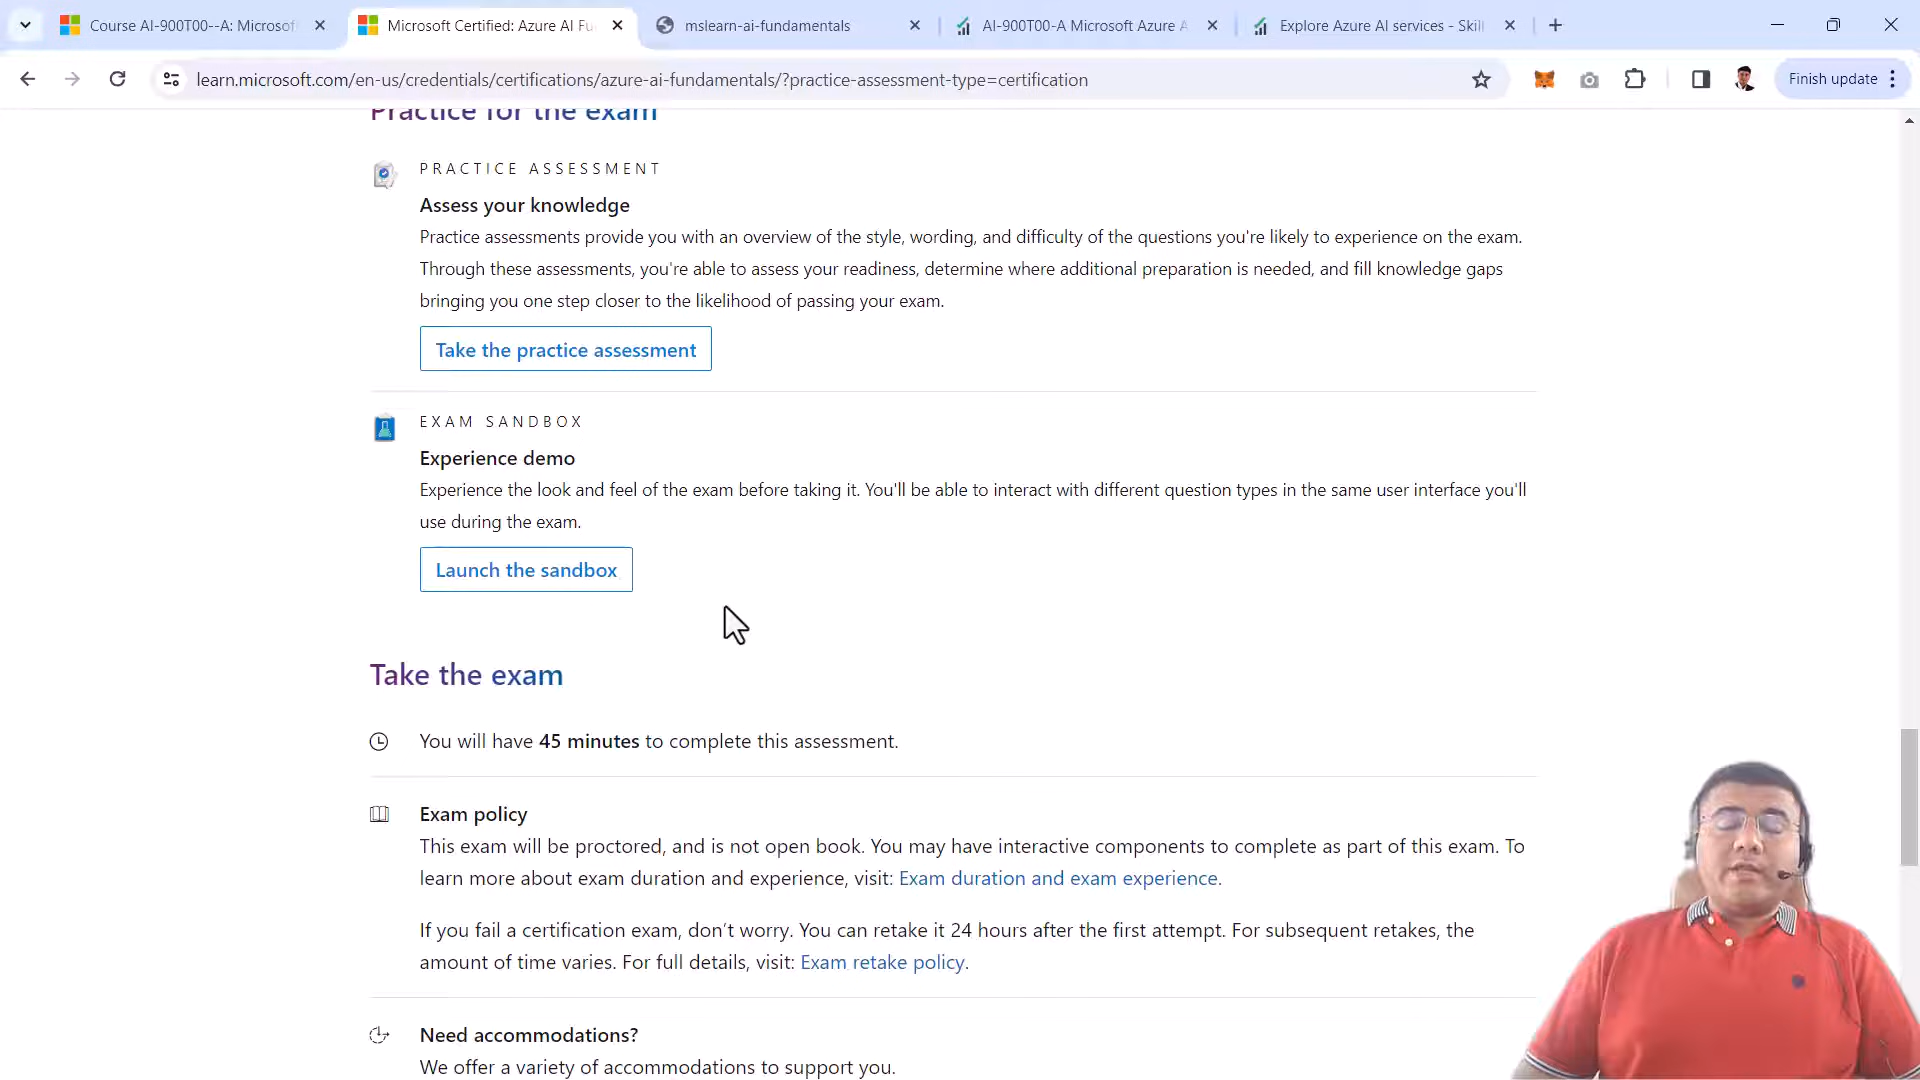 Course AI-900T00--A: Microsof
Microsoft Certified: Azure AI Fu
mslearn-ai-fundamentals
AI-900T00-A Microsoft Azure A
Explore Azure AI services - Skil
learn.microsoft.com/en-us/credentials/certifications/azure-ai-fundamentals/?practice-assessment-type=certification
Finish update
Practice for the exam
PRACTICE ASSESSMENT
Assess your knowledge
Practice assessments provide you with an overview of the style, wording, and difficulty of the questions you're likely to experience on the exam.
Through these assessments, you're able to assess your readiness, determine where additional preparation is needed, and fill knowledge gaps
bringing you one step closer to the likelihood of passing your exam.
Take the practice assessment
EXAM SANDBOX
Experience demo
Experience the look and feel of the exam before taking it. You'll be able to interact with different question types in the same user interface you'll
use during the exam.
Launch the sandbox
Take the exam
You will have 45 minutes to complete this assessment.
Exam policy
This exam will be proctored, and is not open book. You may have interactive components to complete as part of this exam. To
learn more about exam duration and experience, visit: Exam duration and exam experience.
If you fail a certification exam, don’t worry. You can retake it 24 hours after the first attempt. For subsequent retakes, the
amount of time varies. For full details, visit: Exam retake policy.
Need accommodations?
We offer a variety of accommodations to support you.